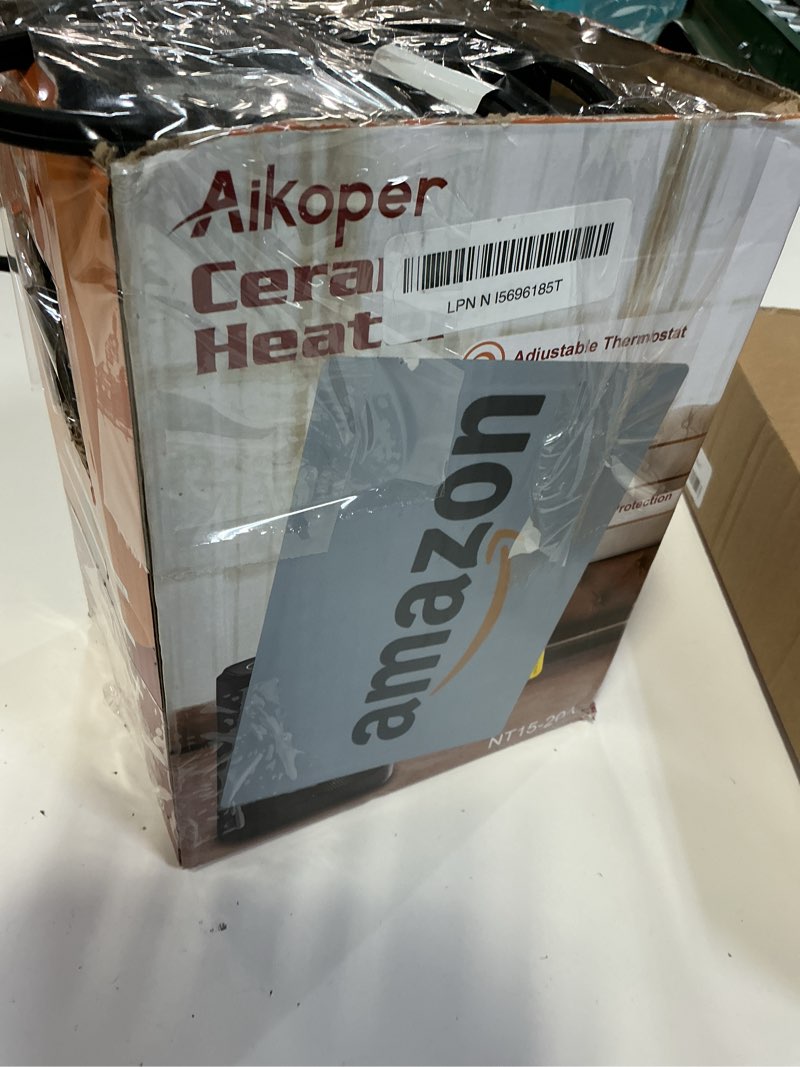 Aikoper
Cera
Heat
LPN N I5696185T
Adjustable Thermostat
Protection
amazon